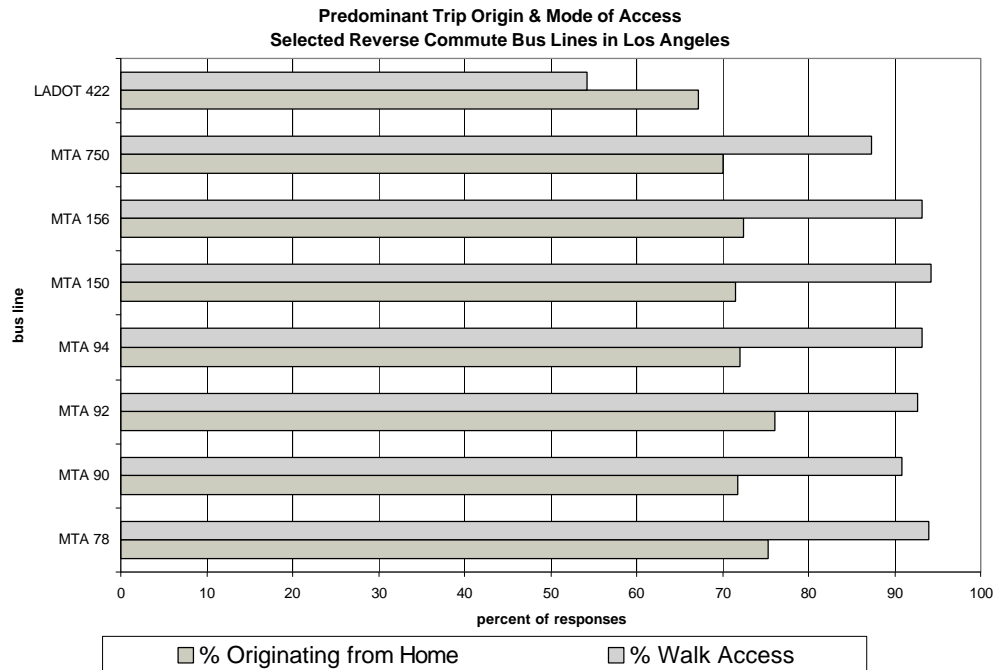 Predominant Trip Origin & Mode of Access
Selected Reverse Commute Bus Lines in Los Angeles
LADOT 422
MTA 750
MTA 156
MTA 150
MTA 94
MTA 92
MTA 90
MTA 78
bus line
0 10 20 30 40 50 60 70 80 90 100
percent of responses
% Originating from Home % Walk Access